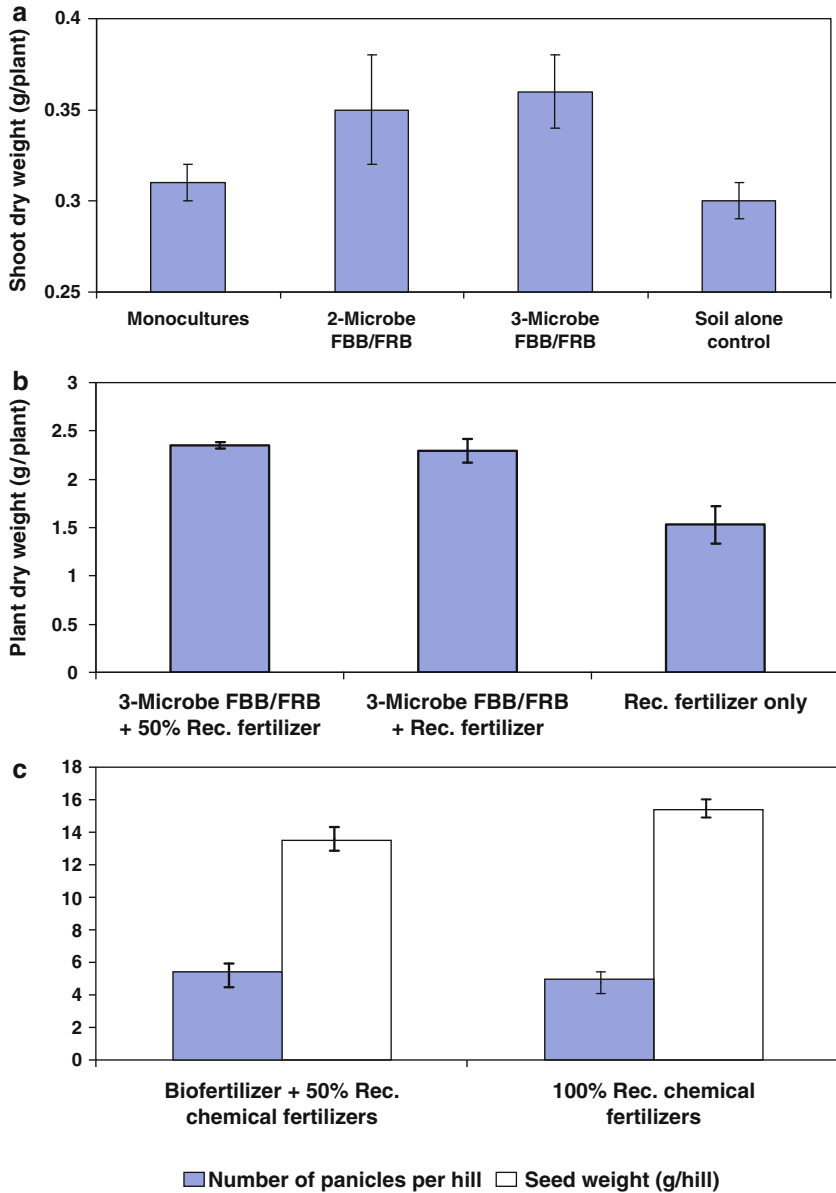 a
Shoot dry weight (g/plant)
0.4
0.35
0.3
0.25
Monocultures
2-Microbe
FBB/FRB
3-Microbe
FBB/FRB
Soil alone
control
b
Plant dry weight (g/plant)
3
2.5
2
1.5
1
0.5
0
3-Microbe FBB/FRB
+ 50% Rec. fertilizer
3-Microbe FBB/FRB
+ Rec. fertilizer
Rec. fertilizer only
c
18
16
14
12
10
8
6
4
2
0
Biofertilizer + 50% Rec.
chemical fertilizers
100% Rec. chemical
fertilizers
Number of panicles per hill
Seed weight (g/hill)